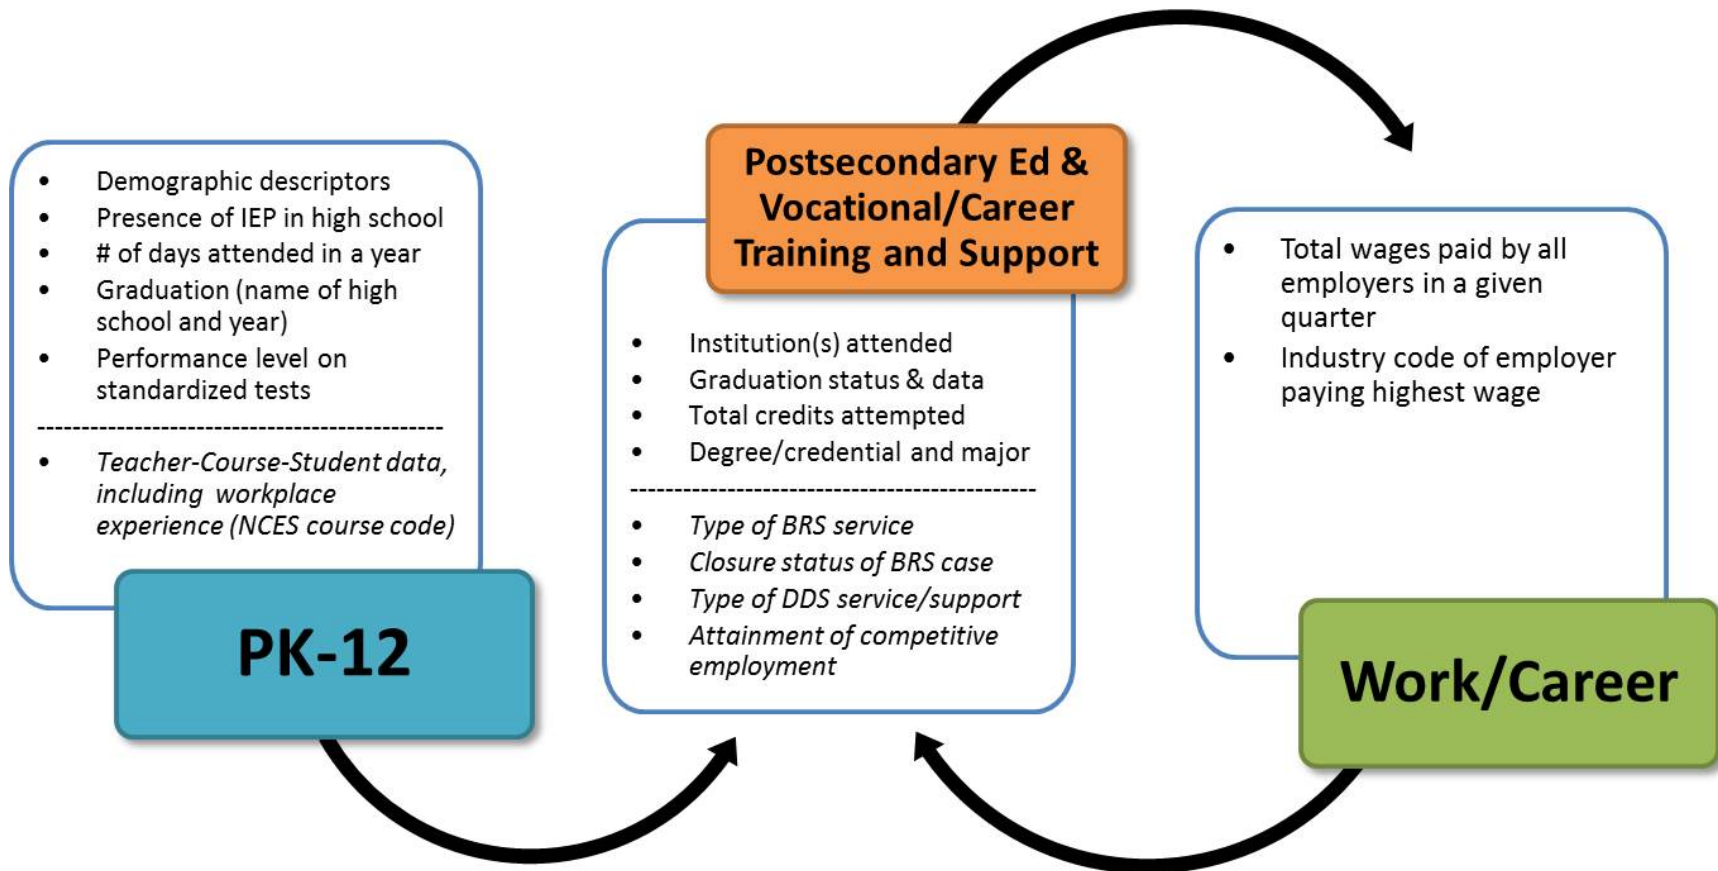 • Demographic descriptors
• Presence of IEP in high school
• # of days attended in a year
• Graduation (name of high
school and year)
• Performance level on
standardized tests
----------------------------------------------
• Teacher-Course-Student data,
including workplace
experience (NCES course code)
PK-12
Postsecondary Ed &
Vocational/Career
Training and Support
• Institution(s) attended
• Graduation status & data
• Total credits attempted
• Degree/credential and major
----------------------------------------------
• Type of BRS service
• Closure status of BRS case
• Type of DDS service/support
• Attainment of competitive
employment
• Total wages paid by all
employers in a given
quarter
• Industry code of employer
paying highest wage
Work/Career